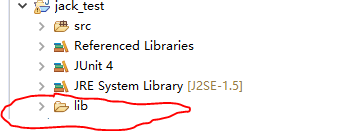 jack_test
src
Referenced Libraries
JUnit 4
JRE System Library [J2SE-1.5]
lib